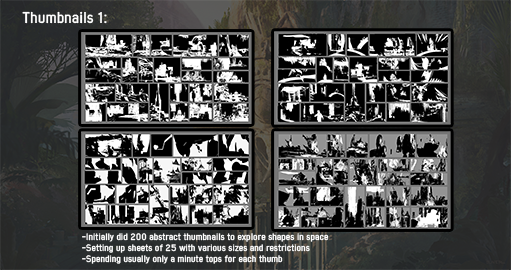 Thumbnails 1:
-Initially did 200 abstract thumbnails to explore shapes in space
-Setting up sheets of 25 with various sizes and restrictions
-Spending usually only a minute tops for each thumb